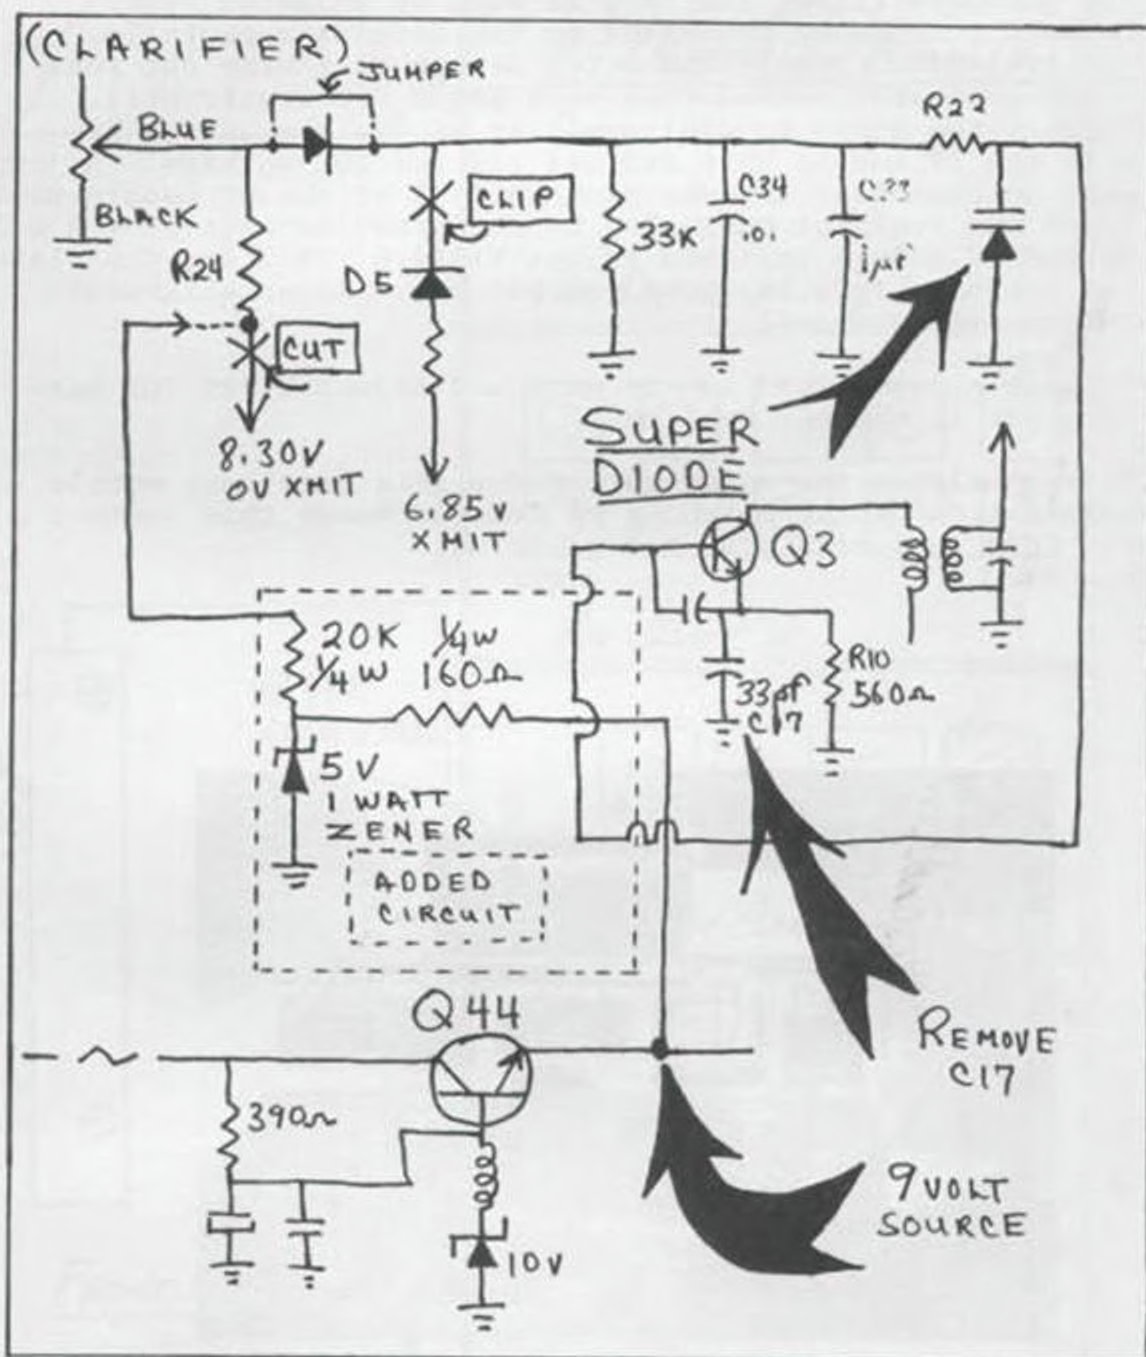 (CLARIFIER)
JUMPER
BLUE
BLACK
R24
CUT
8.30V
0V XMIT
CLIP
D5
6.85V
XMIT
33K
C34
.01
C??
1µF
R2?
SUPER
DIODE
Q3
R10
560Ω
33pf
C17
20K
¼W
¼W
160Ω
5V
1 WATT
ZENER
ADDED
CIRCUIT
REMOVE
C17
Q44
390Ω
10V
9 VOLT
SOURCE